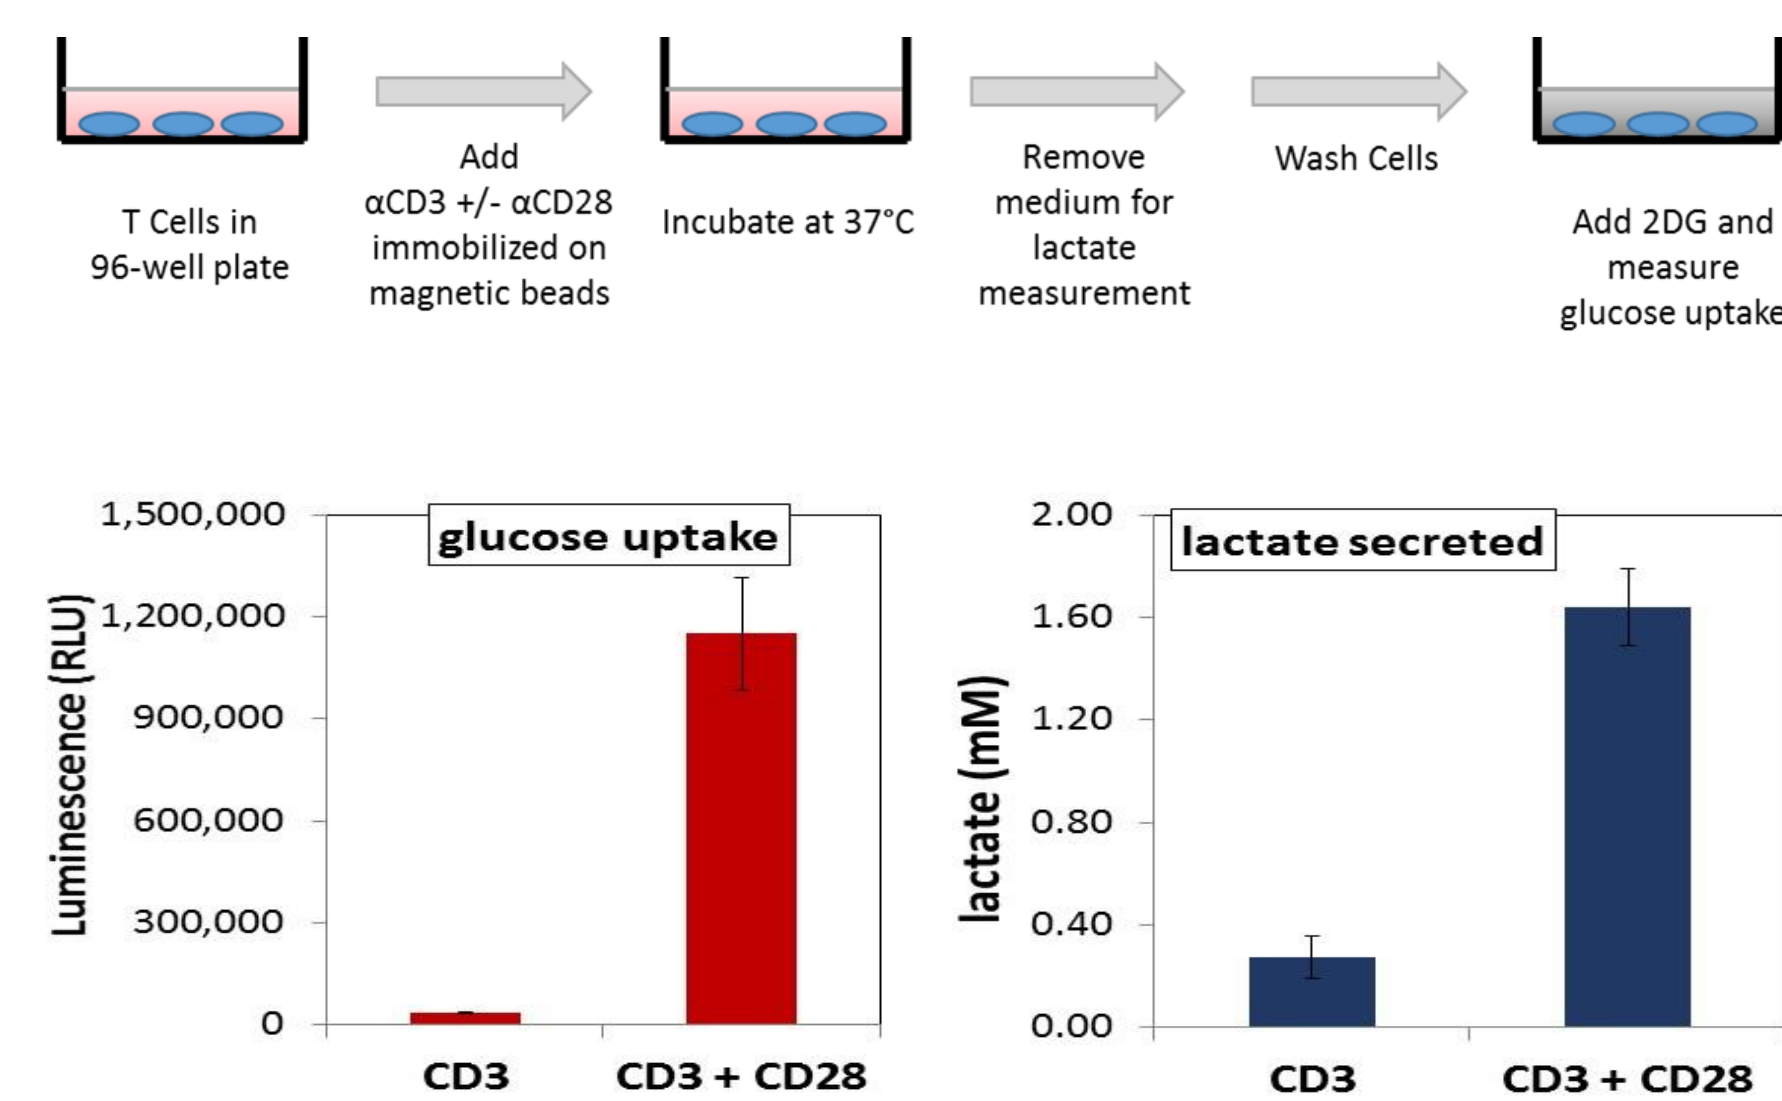 T Cells in
96-well plate
Add
αCD3 +/- αCD28
immobilized on
magnetic beads
Incubate at 37°C
Remove
medium for
lactate
measurement
Wash Cells
Add 2DG and
measure
glucose uptake
glucose uptake
Luminescence (RLU)
1,500,000
1,200,000
900,000
600,000
300,000
0
CD3
CD3 + CD28
lactate secreted
lactate (mM)
2.00
1.60
1.20
0.80
0.40
0.00
CD3
CD3 + CD28